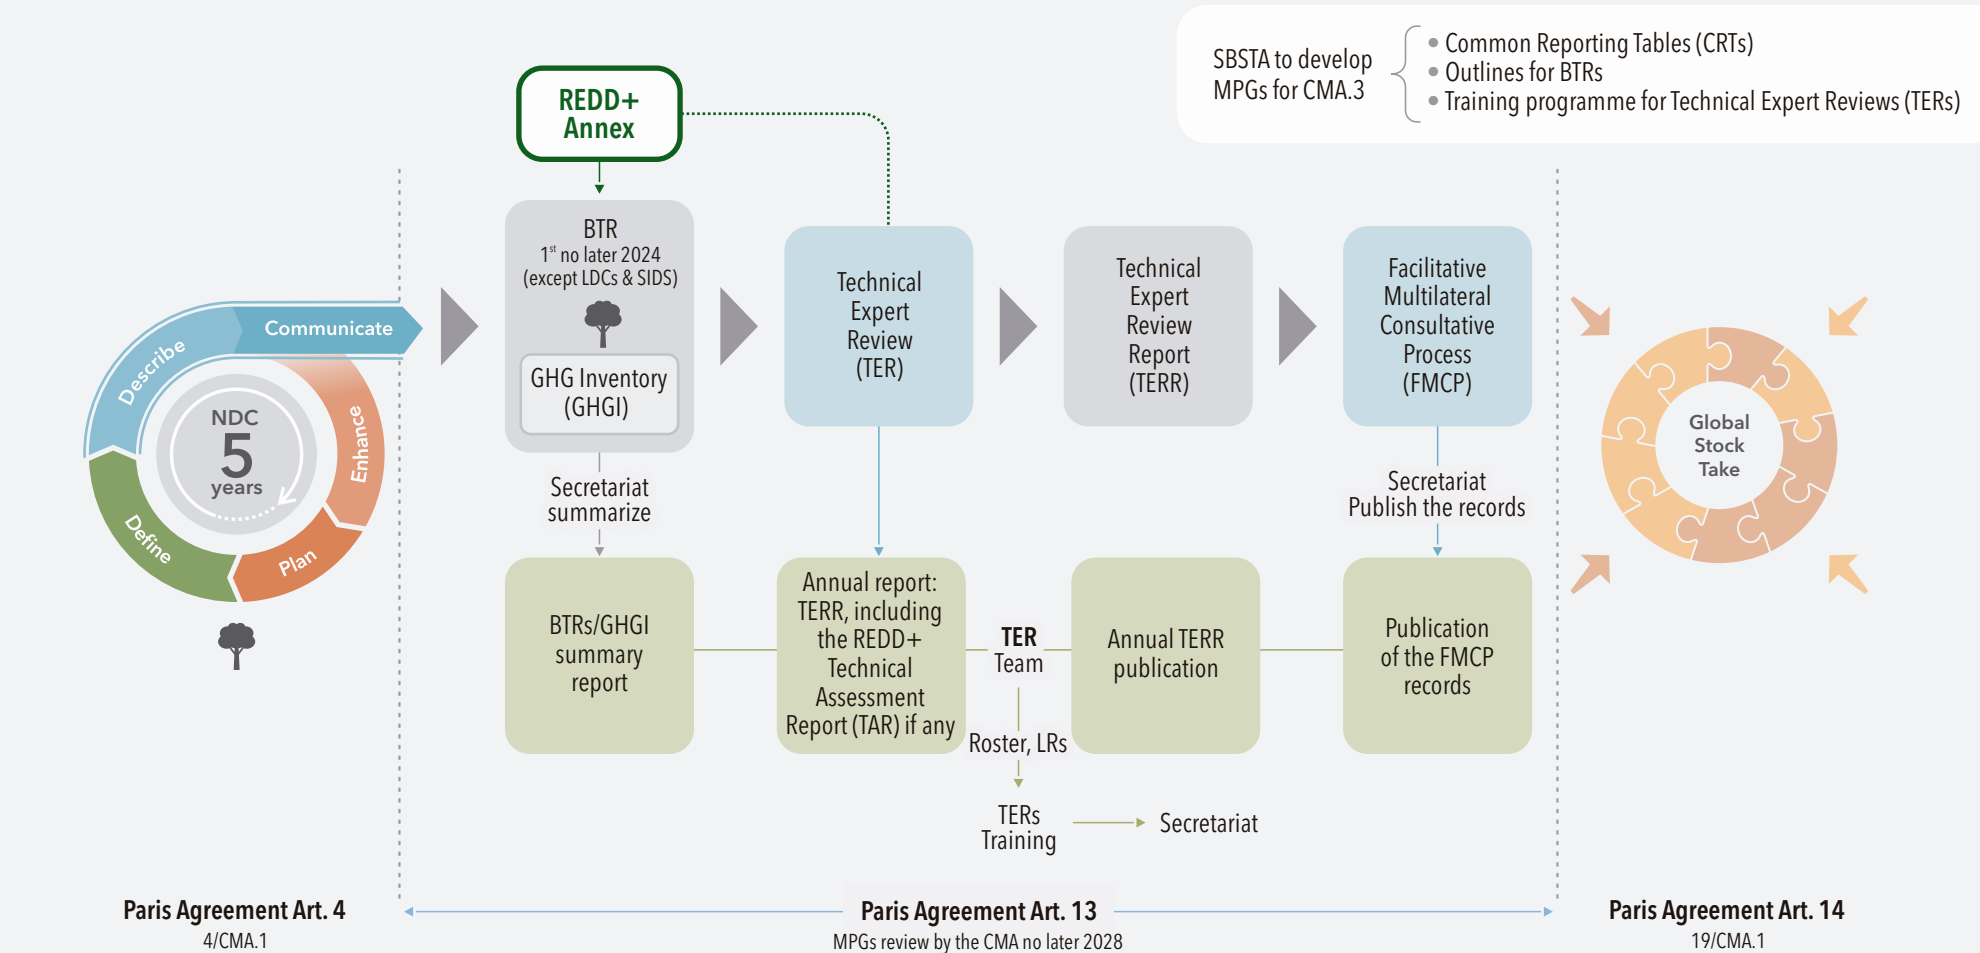 SBSTA to develop
MPGs for CMA.3
• Common Reporting Tables (CRTs)
• Outlines for BTRs
• Training programme for Technical Expert Reviews (TERs)
REDD+
Annex
Communicate
Describe
Enhance
Plan
Define
NDC
5
years
BTR
1st no later 2024
(except LDCs & SIDS)
GHG Inventory
(GHGI)
Technical
Expert
Review
(TER)
Technical
Expert
Review
Report
(TERR)
Facilitative
Multilateral
Consultative
Process
(FMCP)
Global
Stock
Take
Secretariat
summarize
Secretariat
Publish the records
BTRs/GHGI
summary
report
Annual report:
TERR, including
the REDD+
Technical
Assessment
Report (TAR) if any
TER
Team
Annual TERR
publication
Publication
of the FMCP
records
Roster, LRs
TERs
Training
Secretariat
Paris Agreement Art. 4
4/CMA.1
Paris Agreement Art. 13
MPGs review by the CMA no later 2028
Paris Agreement Art. 14
19/CMA.1